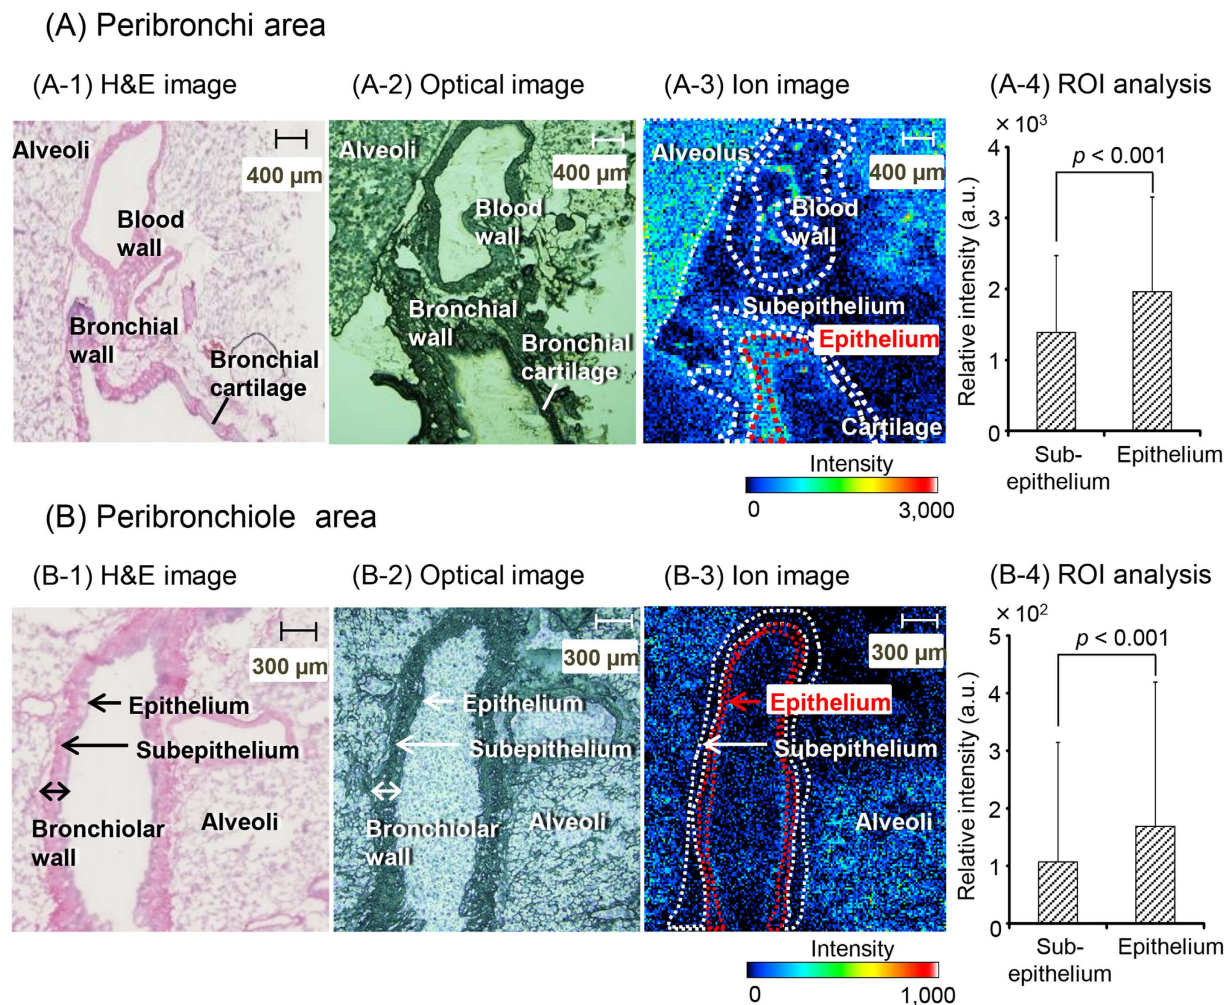 (A) Peribronchi area
(A-1) H&E image
(A-2) Optical image
(A-3) Ion image
(A-4) ROI analysis
Alveoli
400 µm
Blood
wall
Bronchial
wall
Bronchial
cartilage
Alveoli
400 µm
Blood
wall
Bronchial
wall
Bronchial
cartilage
Alveolus
400 µm
Blood
wall
Subepithelium
Epithelium
Cartilage
Intensity
0
3,000
× 10³
4
3
2
1
0
Relative intensity (a.u.)
p < 0.001
Sub-
epithelium
Epithelium
(B) Peribronchiole area
(B-1) H&E image
(B-2) Optical image
(B-3) Ion image
(B-4) ROI analysis
300 µm
Epithelium
Subepithelium
Bronchiolar
wall
Alveoli
300 µm
Epithelium
Subepithelium
Bronchiolar
wall
Alveoli
300 µm
Epithelium
Subepithelium
Alveoli
Intensity
0
1,000
× 10²
5
4
3
2
1
0
Relative intensity (a.u.)
p < 0.001
Sub-
epithelium
Epithelium